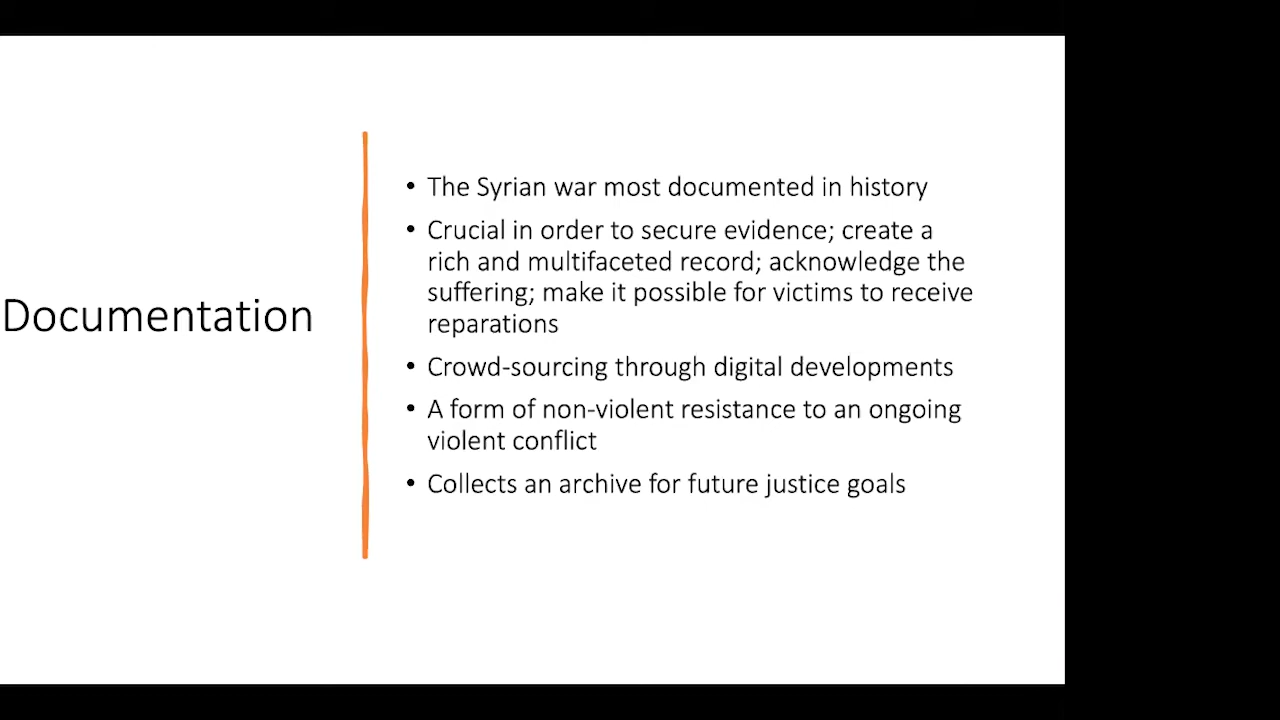 Documentation
• The Syrian war most documented in history
• Crucial in order to secure evidence; create a
rich and multifaceted record; acknowledge the
suffering; make it possible for victims to receive
reparations
• Crowd-sourcing through digital developments
• A form of non-violent resistance to an ongoing
violent conflict
• Collects an archive for future justice goals